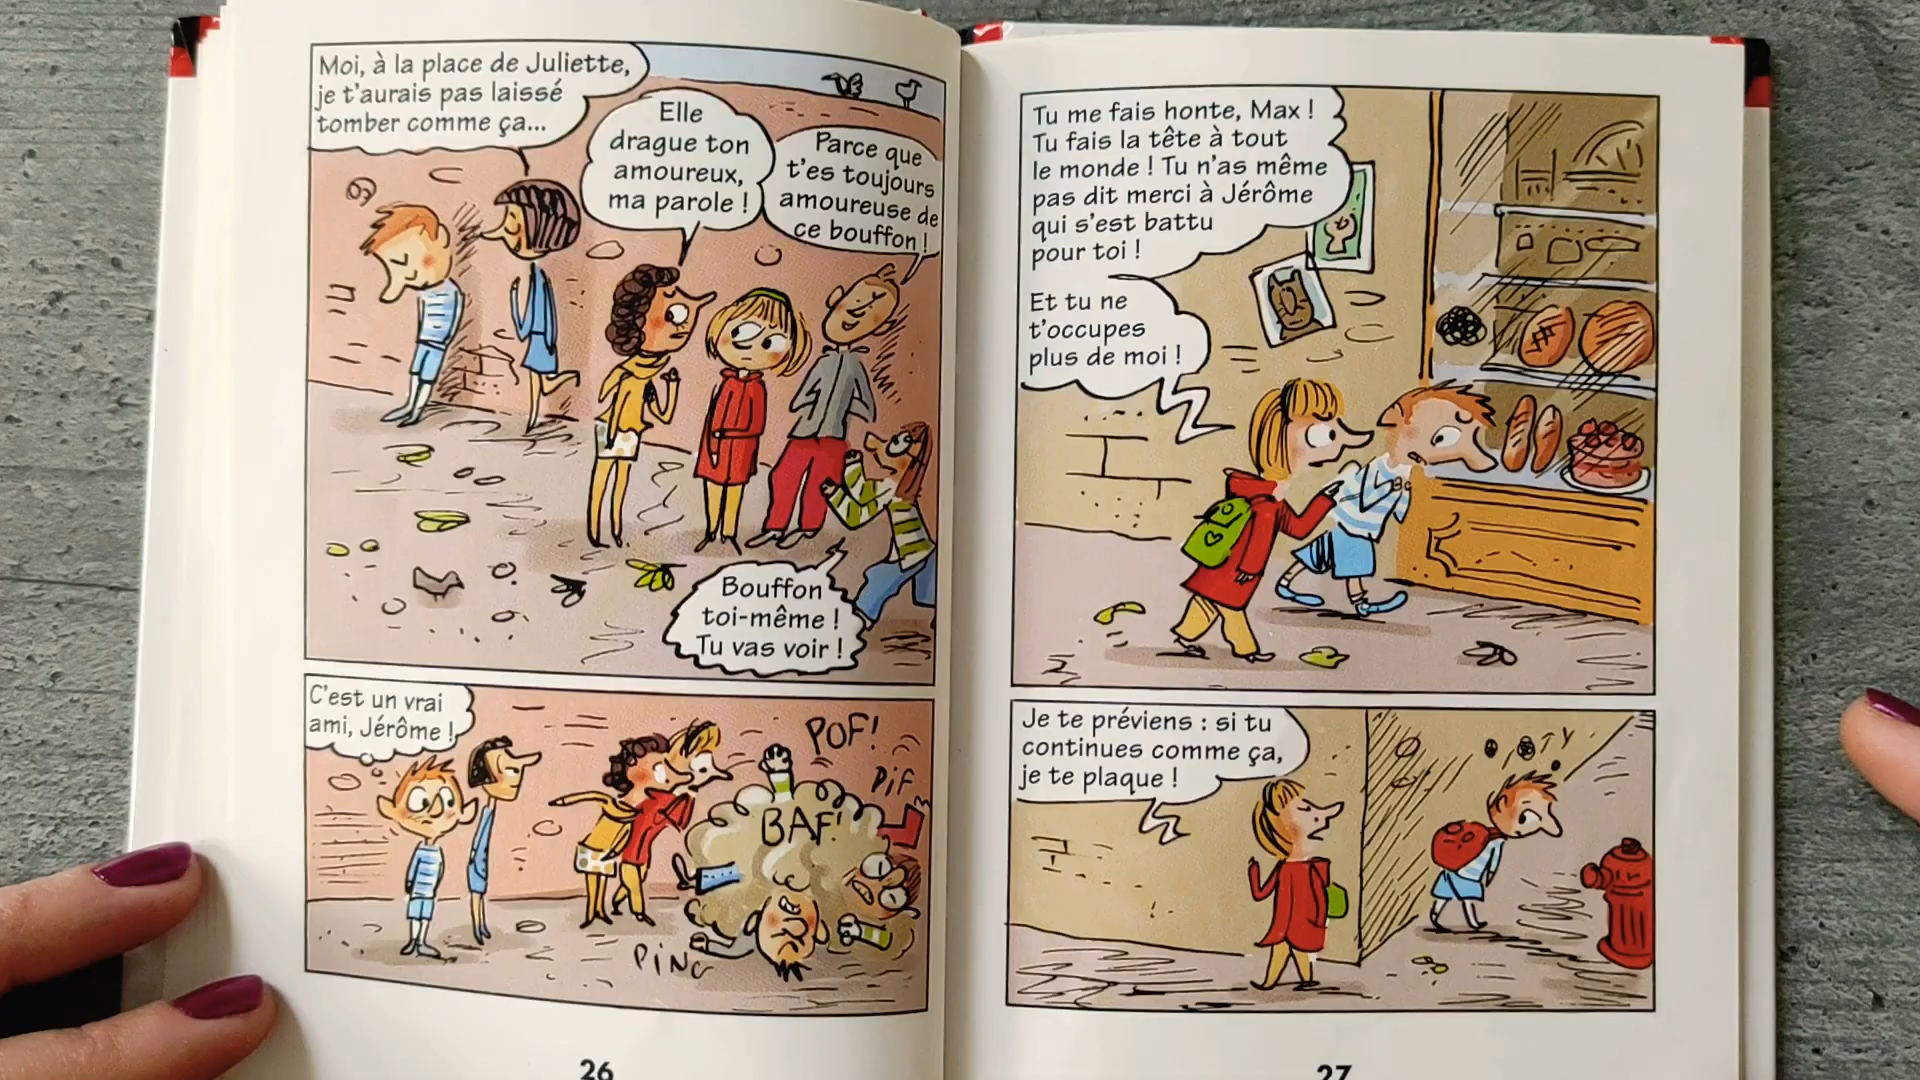 Moi, à la place de Juliette,
je t'aurais pas laissé
tomber comme ça...
Elle
drague ton
amoureux,
ma parole !
Parce que
t'es toujours
amoureuse de
ce bouffon !
Bouffon
toi-même !
Tu vas voir !
C'est un vrai
ami, Jérôme !
POF!
PIF
BAF!
PING
26
Tu me fais honte, Max !
Tu fais la tête à tout
le monde ! Tu n'as même
pas dit merci à Jérôme
qui s'est battu
pour toi !
Et tu ne
t'occupes
plus de moi !
Je te préviens : si tu
continues comme ça,
je te plaque !
27